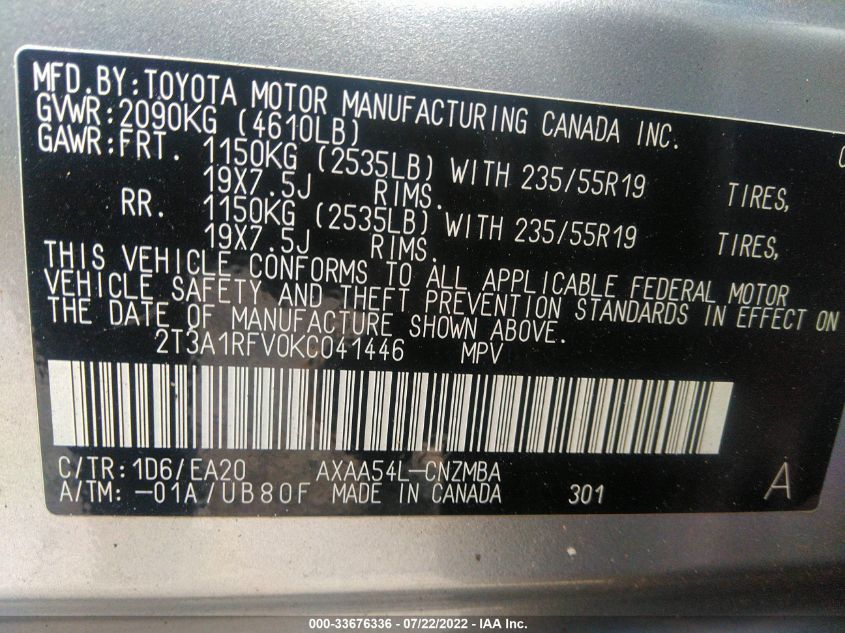 MFD.BY:TOYOTA MOTOR MANUFACTURING CANADA INC.
GVWR:2090KG (4610LB)
GAWR:FRT. 1150KG (2535LB) WITH 235/55R19 TIRES,
19X7.5J RIMS.
RR. 1150KG (2535LB) WITH 235/55R19 TIRES,
19X7.5J RIMS.
THIS VEHICLE CONFORMS TO ALL APPLICABLE FEDERAL MOTOR
VEHICLE SAFETY AND THEFT PREVENTION STANDARDS IN EFFECT ON
THE DATE OF MANUFACTURE SHOWN ABOVE.
2T3A1RFV0KC041446 MPV
C/TR:1D6/EA20 AXAA54L-CNZMBA
A/TM:-01A/UB80F MADE IN CANADA 301 A
000-33676336 - 07/22/2022 - IAA Inc.